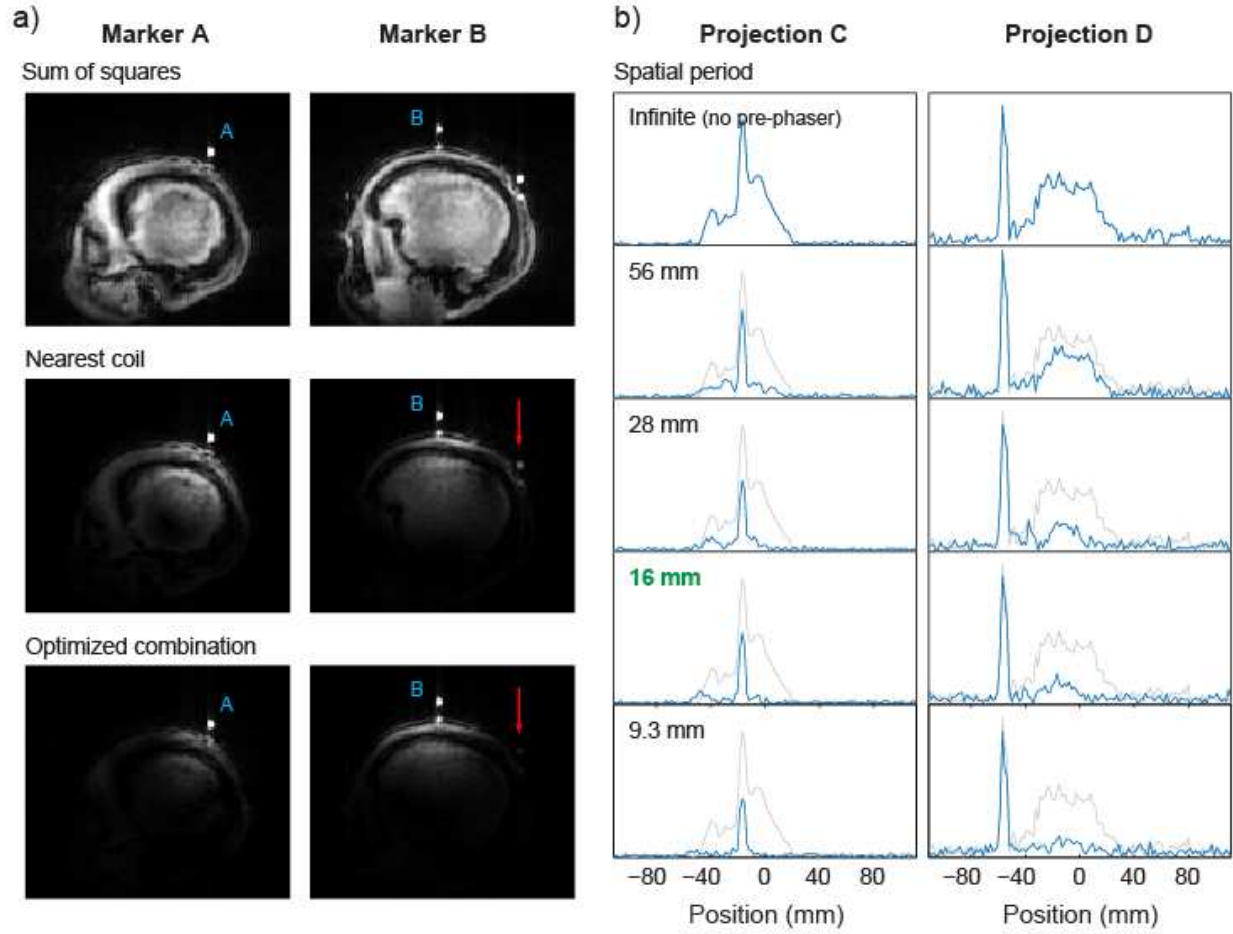 a)
Marker A
Marker B
Sum of squares
A
B
Nearest coil
A
B
Optimized combination
A
B
b)
Projection C
Projection D
Spatial period
Infinite (no pre-phaser)
56 mm
28 mm
16 mm
9.3 mm
−80 −40 0 40 80
−80 −40 0 40 80
Position (mm)
Position (mm)